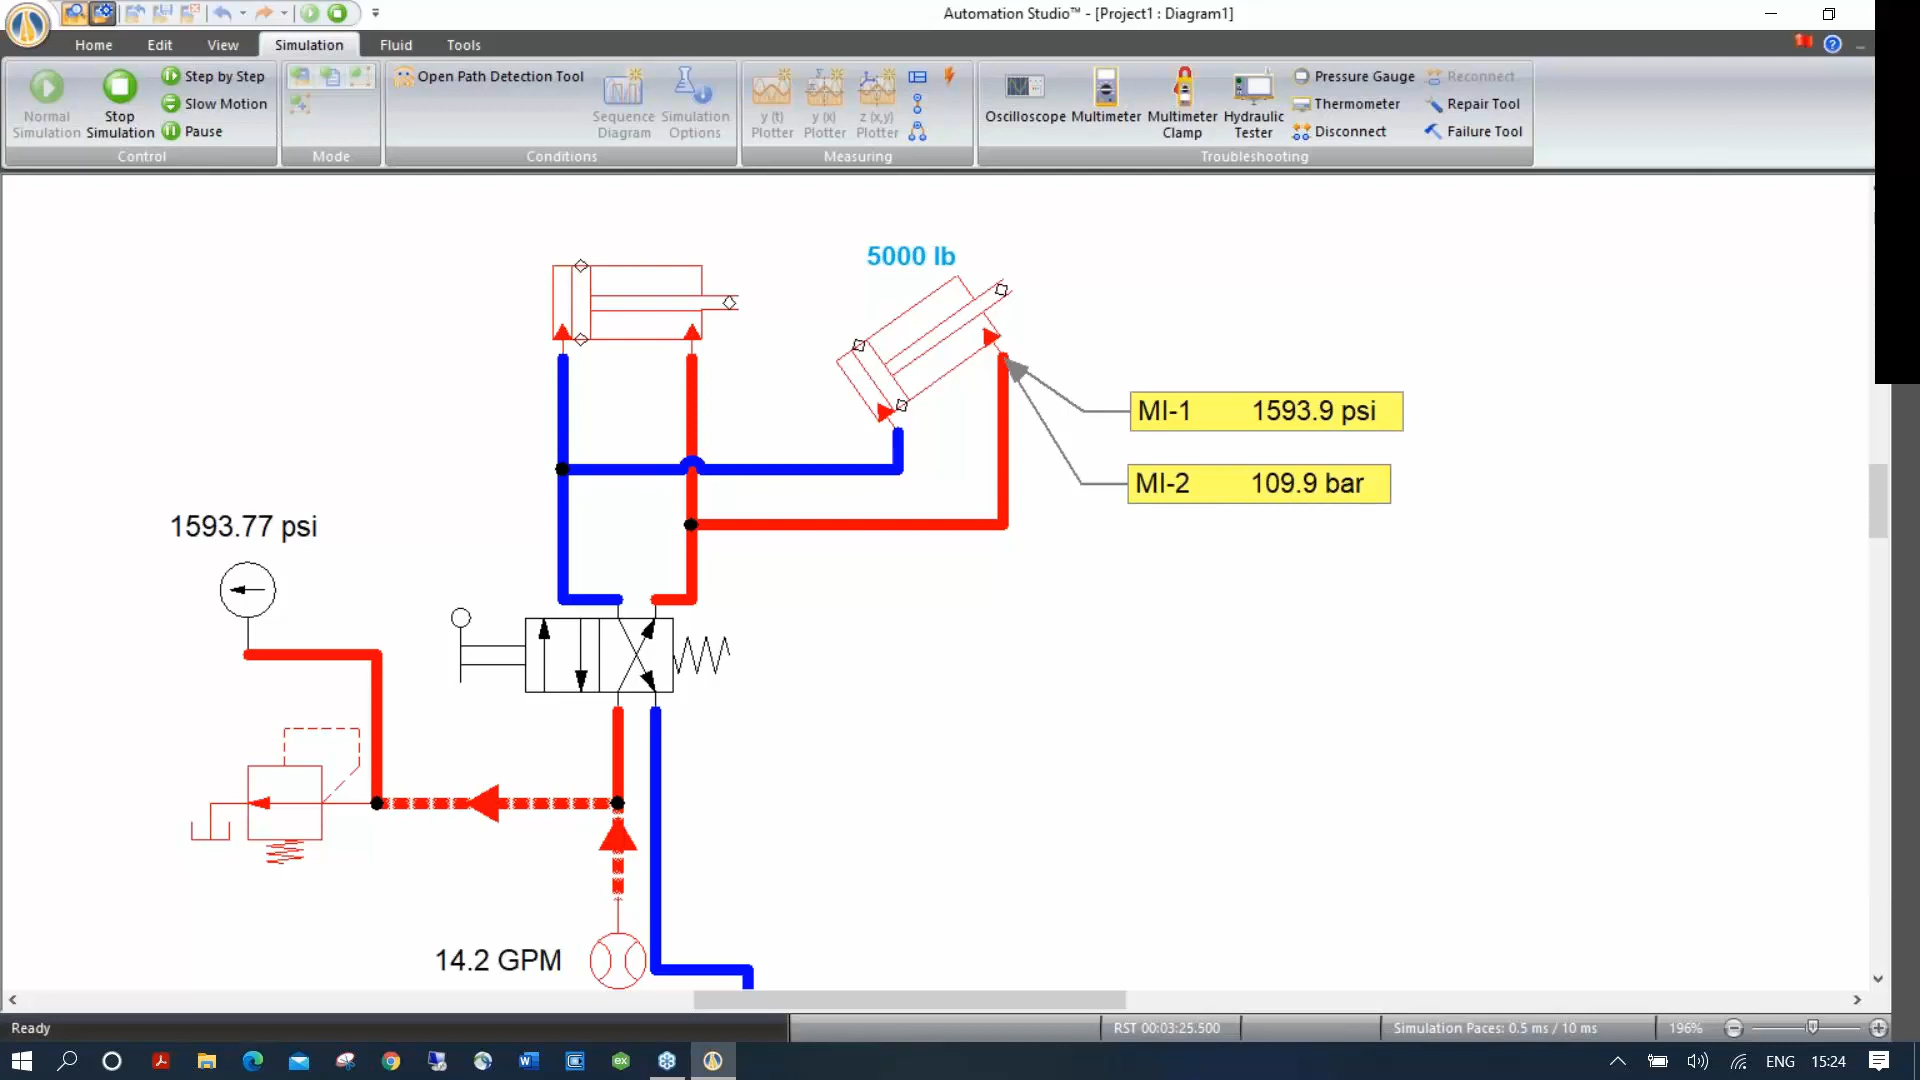 Automation Studio™ - [Project1 : Diagram1]
Home Edit View Simulation Fluid Tools
Normal Simulation
Stop Simulation
Step by Step
Slow Motion
Pause
Control
Mode
Open Path Detection Tool
Sequence Diagram
Simulation Options
Conditions
y (t) Plotter
y (x) Plotter
z (x,y) Plotter
Measuring
Oscilloscope
Multimeter
Multimeter Clamp
Hydraulic Tester
Pressure Gauge
Thermometer
Disconnect
Reconnect
Repair Tool
Failure Tool
Troubleshooting
5000 lb
MI-1 1593.9 psi
MI-2 109.9 bar
1593.77 psi
14.2 GPM
Ready
RST 00:03:25.500
Simulation Paces: 0.5 ms / 10 ms
196%
ENG 15:24